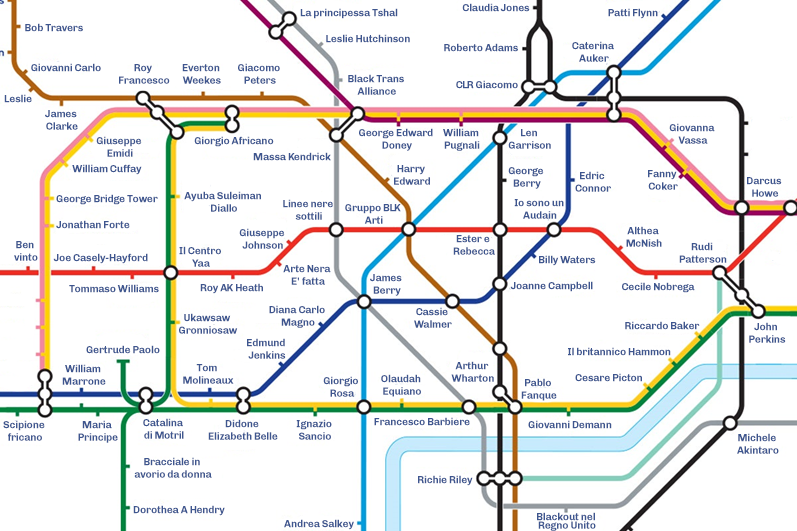 La principessa Tshal
Claudia Jones
Patti Flynn
Bob Travers
Leslie Hutchinson
Roberto Adams
Caterina
Auker
Giovanni Carlo
Roy
Francesco
Everton
Weekes
Giacomo
Peters
Black Trans
Alliance
CLR Giacomo
Leslie
James
Clarke
Giuseppe
Emidi
Giorgio Africano
George Edward
Doney
William
Pugnali
Len
Garrison
Giovanna
Vassa
Massa Kendrick
William Cuffay
Harry
Edward
George
Berry
Edric
Connor
Fanny
Coker
Darcus
Howe
George Bridge Tower
Ayuba Suleiman
Diallo
Linee nere
sottili
Gruppo BLK
Arti
Io sono un
Audain
Jonathan Forte
Giuseppe
Johnson
Ester e
Rebecca
Althea
McNish
Ben
vinto
Joe Casely-Hayford
Il Centro
Yaa
Rudi
Patterson
Billy Waters
Arte Nera
E' fatta
Tommaso Williams
Roy AK Heath
James
Berry
Joanne Campbell
Cecile Nobrega
Diana Carlo
Magno
Cassie
Walmer
Ukawsaw
Gronniosaw
Riccardo Baker
John
Perkins
Gertrude Paolo
Edmund
Jenkins
Il britannico Hammon
William
Marrone
Tom
Molineaux
Giorgio
Rosa
Olaudah
Equiano
Arthur
Wharton
Pablo
Fanque
Cesare Picton
Scipione
fricano
Maria
Principe
Catalina
di Motril
Didone
Elizabeth Belle
Ignazio
Sancio
Francesco Barbiere
Giovanni Demann
Michele
Akintaro
Bracciale in
avorio da donna
Richie Riley
Dorothea A Hendry
Andrea Salkey
Blackout nel
Regno Unito